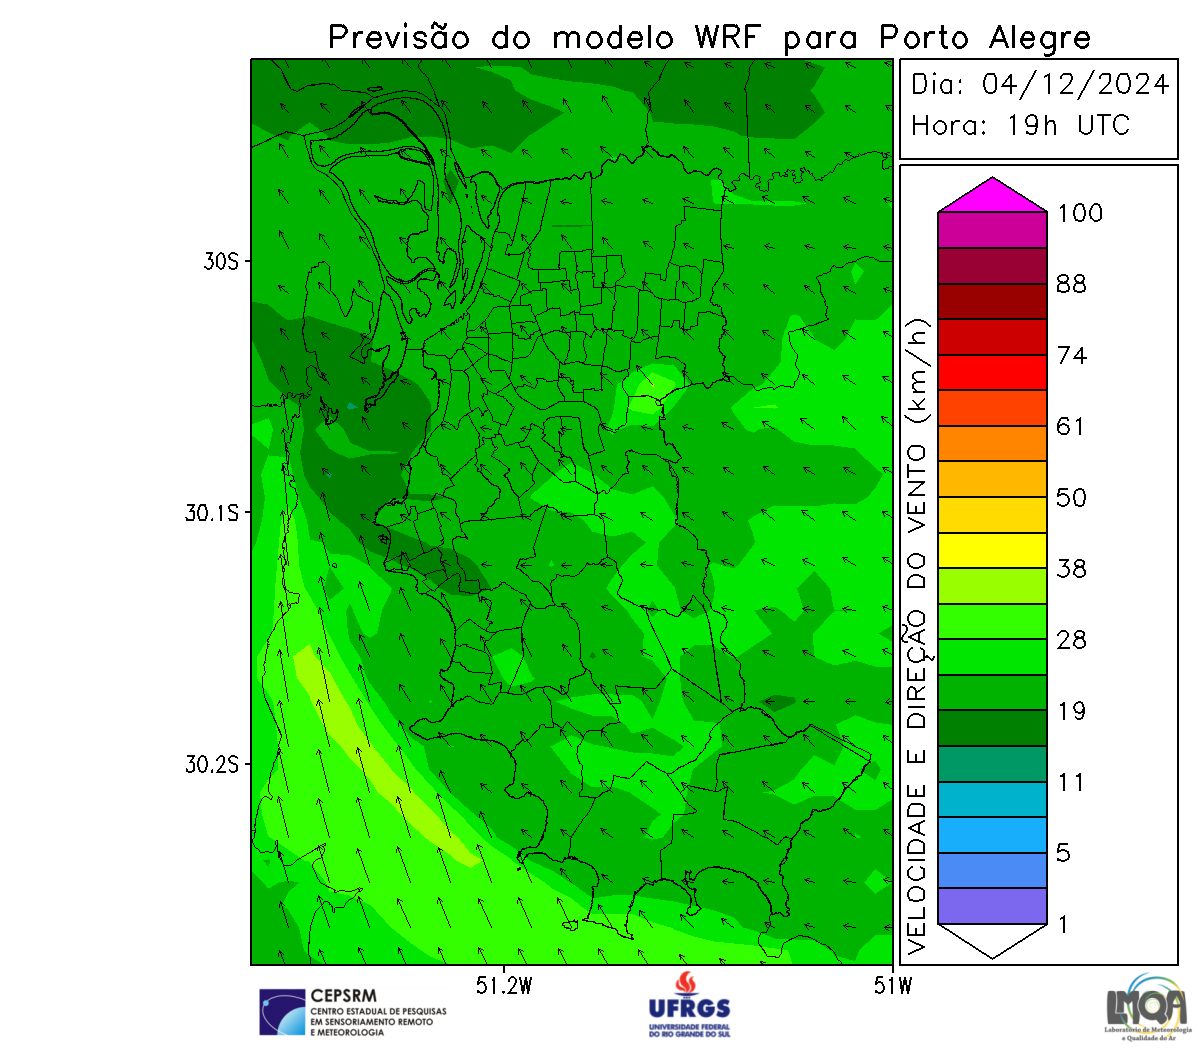 Previsão do modelo WRF para Porto Alegre
Dia: 04/12/2024
Hora: 19h UTC
30S
30.1S
30.2S
51.2W
51W
VELOCIDADE E DIREÇÃO DO VENTO (km/h)
100
88
74
61
50
38
28
19
11
5
1
CEPSRM
CENTRO ESTADUAL DE PESQUISAS
EM SENSORIAMENTO REMOTO
E METEOROLOGIA
UFRGS
UNIVERSIDADE FEDERAL
DO RIO GRANDE DO SUL
LMQA
Laboratório de Meteorologia
e Qualidade do Ar